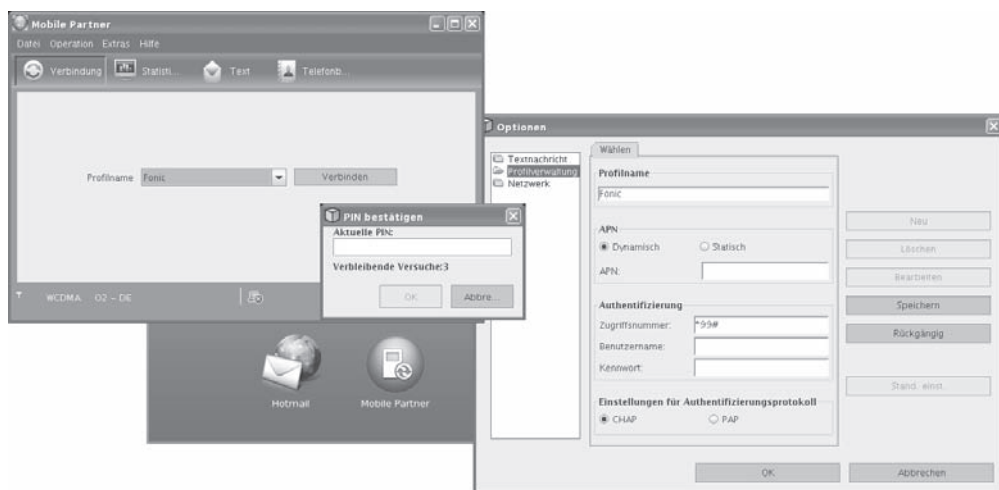 Mobile Partner
Datei Operation Extras Hilfe
Verbindung Statisti... Text Telefonb...
Profilname Fonic Verbinden
WCDMA O2 - DE
PIN bestätigen
Aktuelle PIN:
Verbleibende Versuche:3
OK Abbre...
Hotmail Mobile Partner
Optionen
Textnachricht
Profilverwaltung
Netzwerk
Wählen
Profilname
Fonic
APN
Dynamisch Statisch
APN:
Authentifizierung
Zugriffsnummer: *99#
Benutzername:
Kennwort:
Einstellungen für Authentifizierungsprotokoll
CHAP PAP
Neu
Löschen
Bearbeiten
Speichern
Rückgängig
Stand. einst.
OK Abbrechen